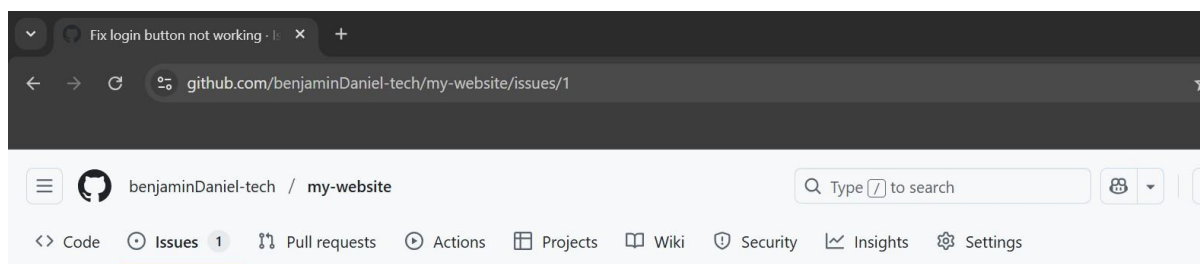 Fix login button not working · Is
github.com/benjaminDaniel-tech/my-website/issues/1
benjaminDaniel-tech / my-website
Type / to search
Code Issues 1 Pull requests Actions Projects Wiki Security Insights Settings